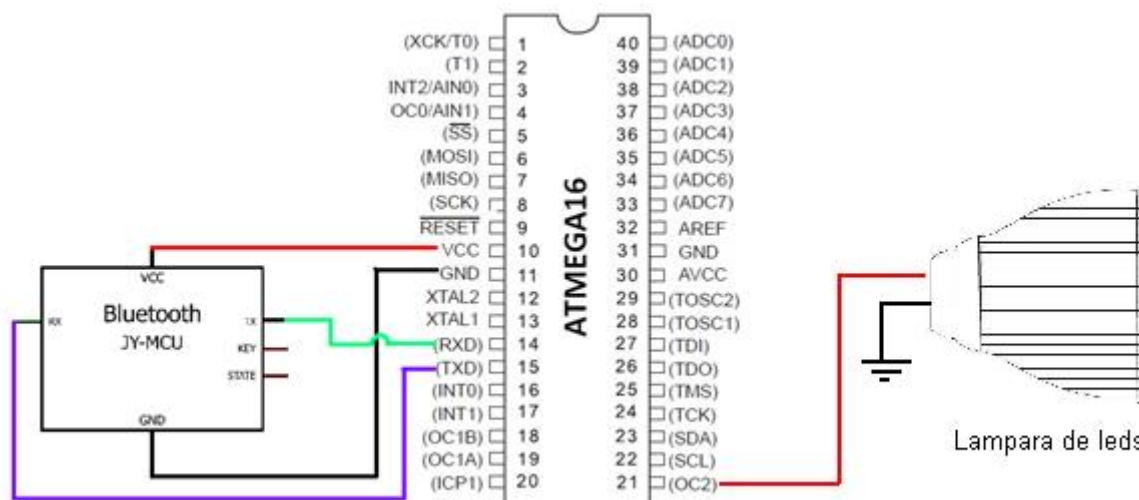 (XCK/T0) 1 40 (ADC0)
(T1) 2 39 (ADC1)
INT2/AIN0) 3 38 (ADC2)
OC0/AIN1) 4 37 (ADC3)
(SS) 5 36 (ADC4)
(MOSI) 6 35 (ADC5)
(MISO) 7 34 (ADC6)
(SCK) 8 33 (ADC7)
RESET 9 32 AREF
VCC 10 31 GND
GND 11 30 AVCC
XTAL2 12 29 (TOSC2)
XTAL1 13 28 (TOSC1)
(RXD) 14 27 (TDI)
(TXD) 15 26 (TDO)
(INT0) 16 25 (TMS)
(INT1) 17 24 (TCK)
(OC1B) 18 23 (SDA)
(OC1A) 19 22 (SCL)
(ICP1) 20 21 (OC2)
ATMEGA16
VCC
Bluetooth
JY-MCU
RX
TX
KEY
STATE
GND
Lampara de leds